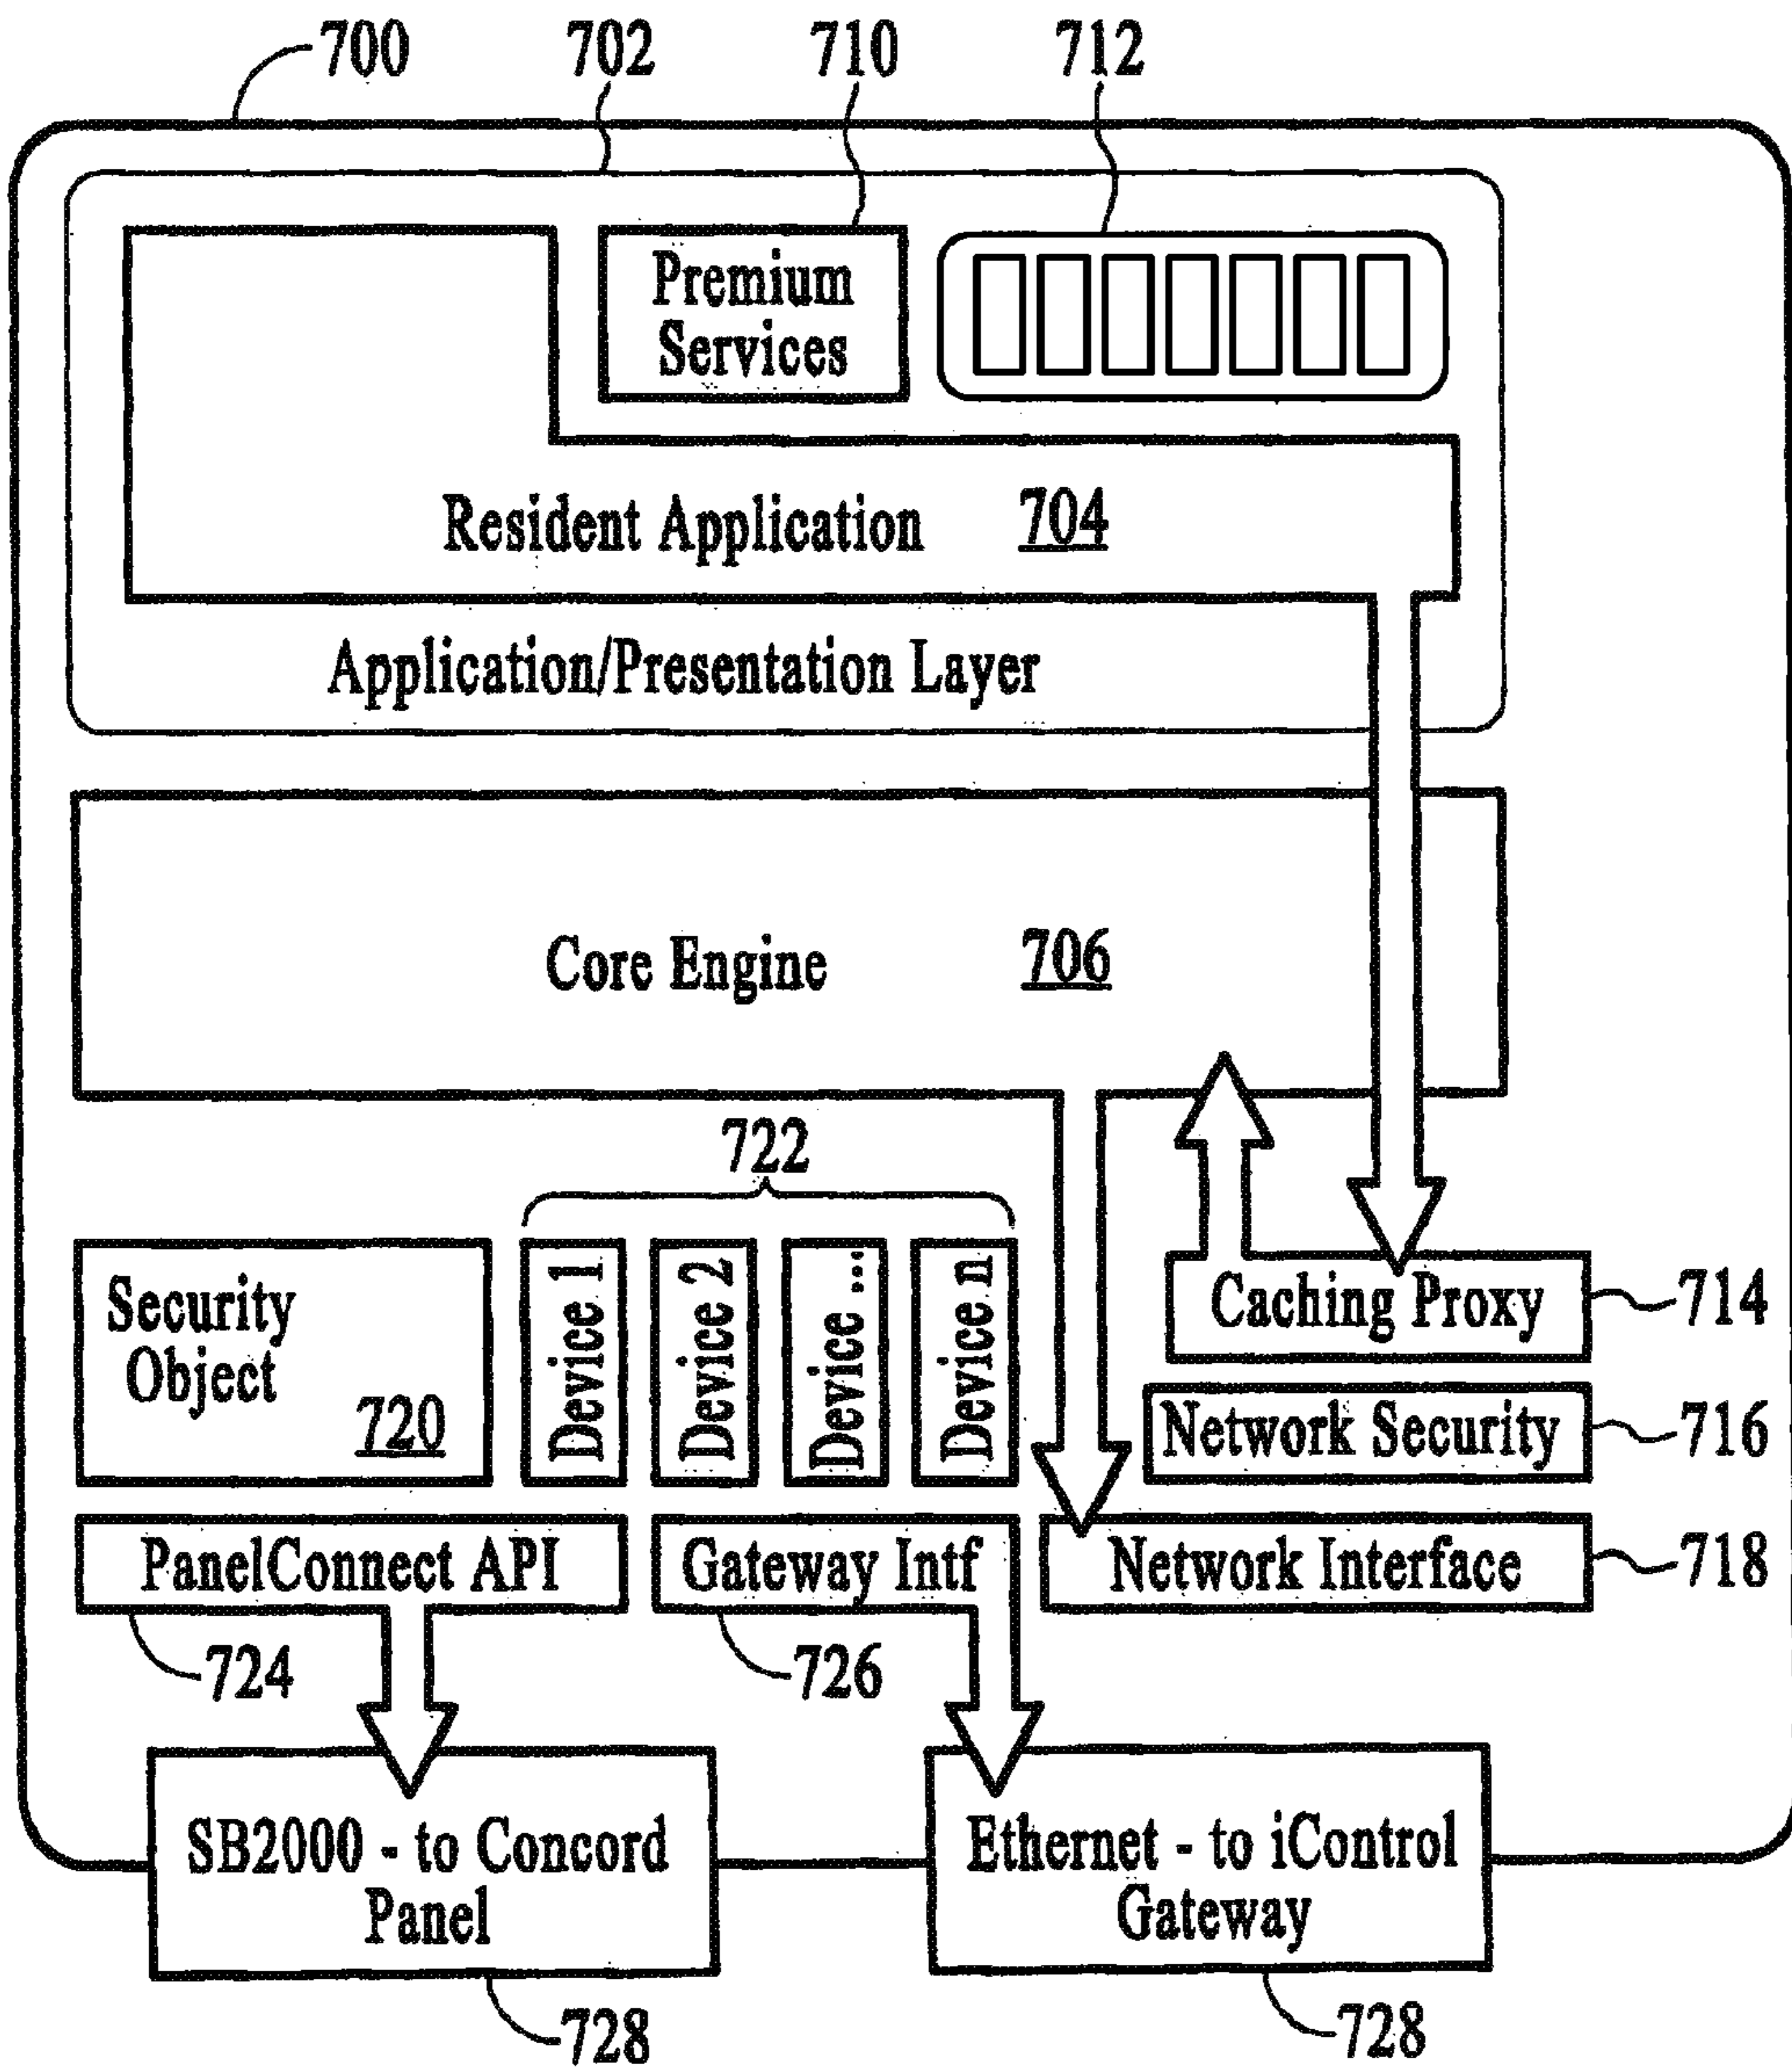 700
702
710
712
Premium
Services
Resident Application 704
Application/Presentation Layer
Core Engine 706
722
Security
Object
720
Device 1
Device 2
Device ...
Device n
Caching Proxy
714
Network Security
716
PanelConnect API
Gateway Intf
Network Interface
718
724
726
SB2000 - to Concord
Panel
Ethernet - to iControl
Gateway
728
728